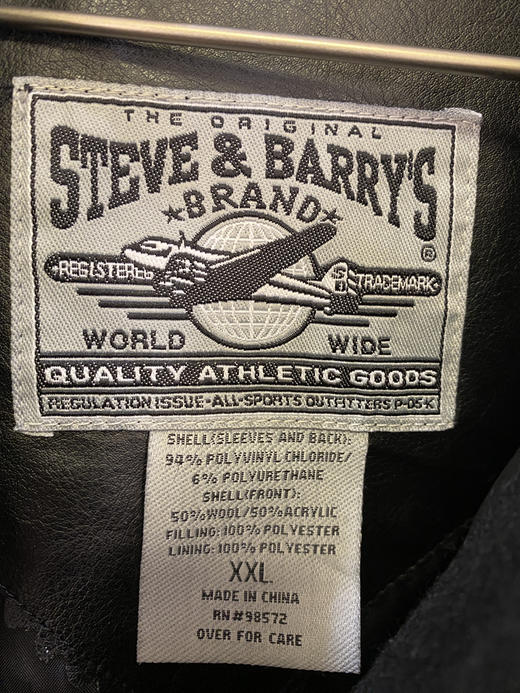 THE ORIGINAL
STEVE & BARRY'S
★BRAND★
®
REGISTERED TRADEMARK
WORLD WIDE
QUALITY ATHLETIC GOODS
REGULATION ISSUE-ALL-SPORTS OUTFITTERS P-05-K
SHELL(SLEEVES AND BACK):
94% POLYVINYL CHLORIDE/
6% POLYURETHANE
SHELL(FRONT):
50%WOOL/50%ACRYLIC
FILLING:100%POLYESTER
LINING:100%POLYESTER
XXL
MADE IN CHINA
RN#98572
OVER FOR CARE